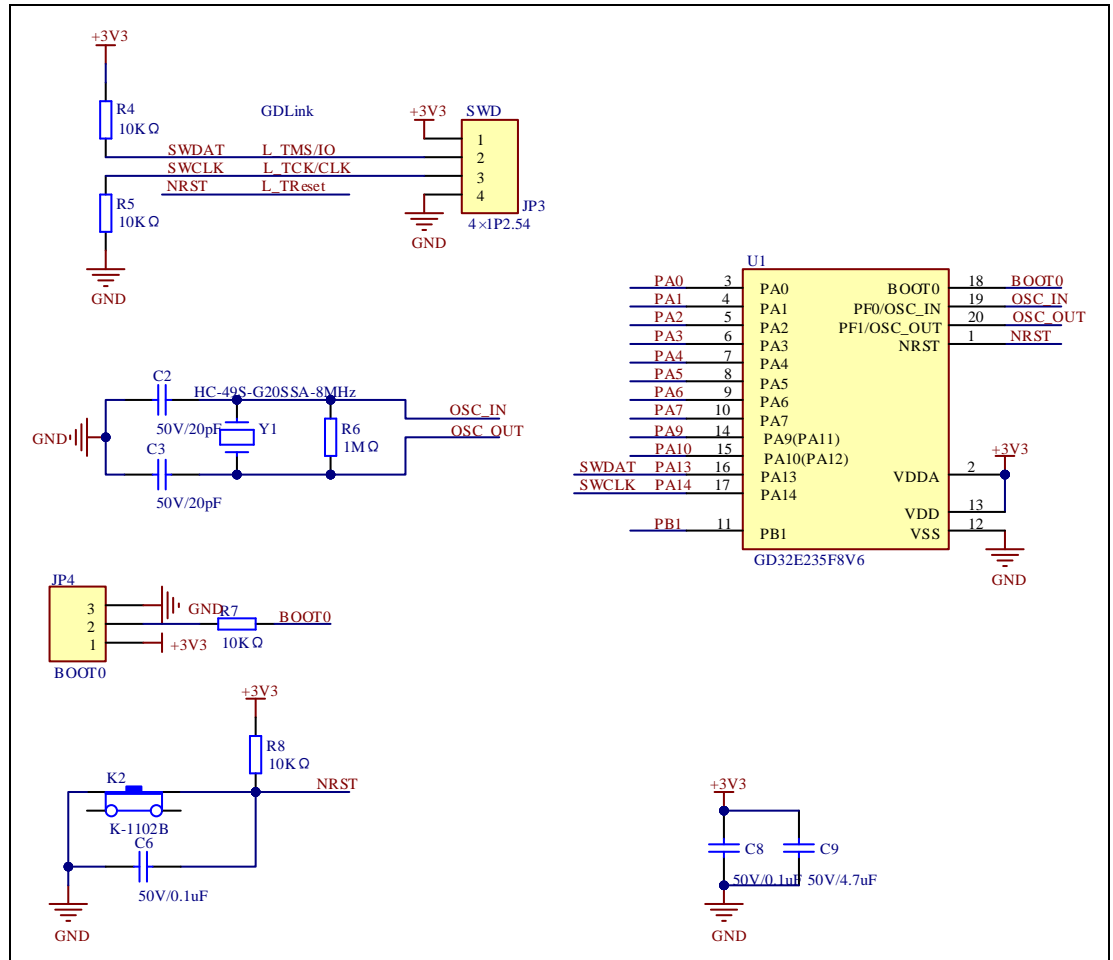 +3V3
R4
10KΩ
GDLink
+3V3
SWD
SWDAT
L_TMS/IO
SWCLK
L_TCK/CLK
NRST
L_TReset
1
2
3
4
JP3
4×1P2.54
R5
10KΩ
GND
GND
U1
PA0
3
PA0
PA1
4
PA1
PA2
5
PA2
PA3
6
PA3
PA4
7
PA4
PA5
8
PA5
PA6
9
PA6
PA7
10
PA7
PA9
14
PA9(PA11)
PA10
15
PA10(PA12)
SWDAT
PA13
16
PA13
SWCLK
PA14
17
PA14
PB1
11
PB1
BOOT0
18
BOOT0
PF0/OSC_IN
19
OSC_IN
PF1/OSC_OUT
20
OSC_OUT
NRST
1
NRST
+3V3
VDDA
2
VDD
13
VSS
12
GND
GD32E235F8V6
C2
HC-49S-G20SSA-8MHz
50V/20pF
GND
Y1
R6
1MΩ
OSC_IN
OSC_OUT
C3
50V/20pF
JP4
3
GND
2
R7
10KΩ
BOOT0
1
+3V3
BOOT0
+3V3
R8
10KΩ
NRST
K2
K-1102B
C6
50V/0.1uF
GND
+3V3
C8
50V/0.1uF
C9
50V/4.7uF
GND